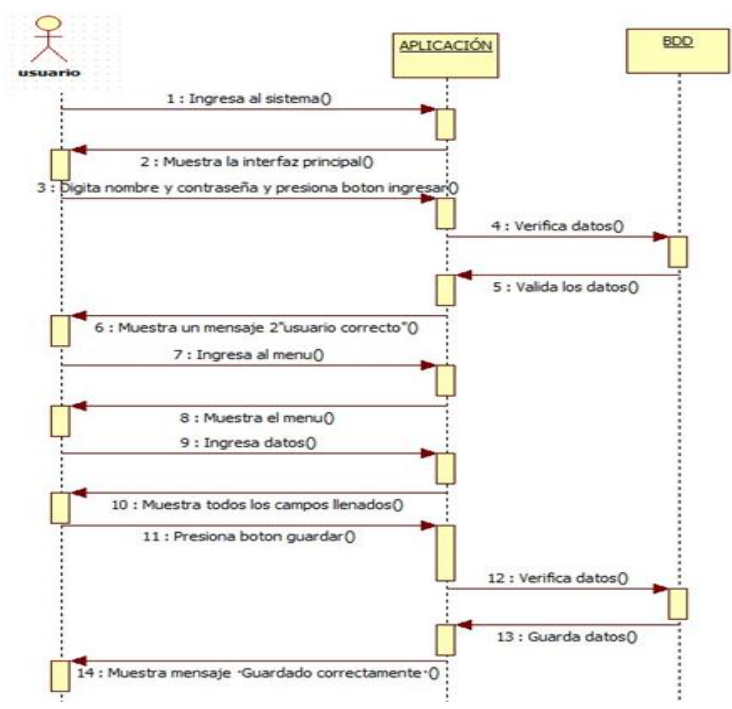 usuario
APLICACIÓN
BDD
1 : Ingresa al sistema()
2 : Muestra la interfaz principal()
3 : Digita nombre y contraseña y presiona boton ingresar()
4 : Verifica datos()
5 : Valida los datos()
6 : Muestra un mensaje 2"usuario correcto"()
7 : Ingresa al menu()
8 : Muestra el menu()
9 : Ingresa datos()
10 : Muestra todos los campos llenados()
11 : Presiona boton guardar()
12 : Verifica datos()
13 : Guarda datos()
14 : Muestra mensaje ·Guardado correctamente·()